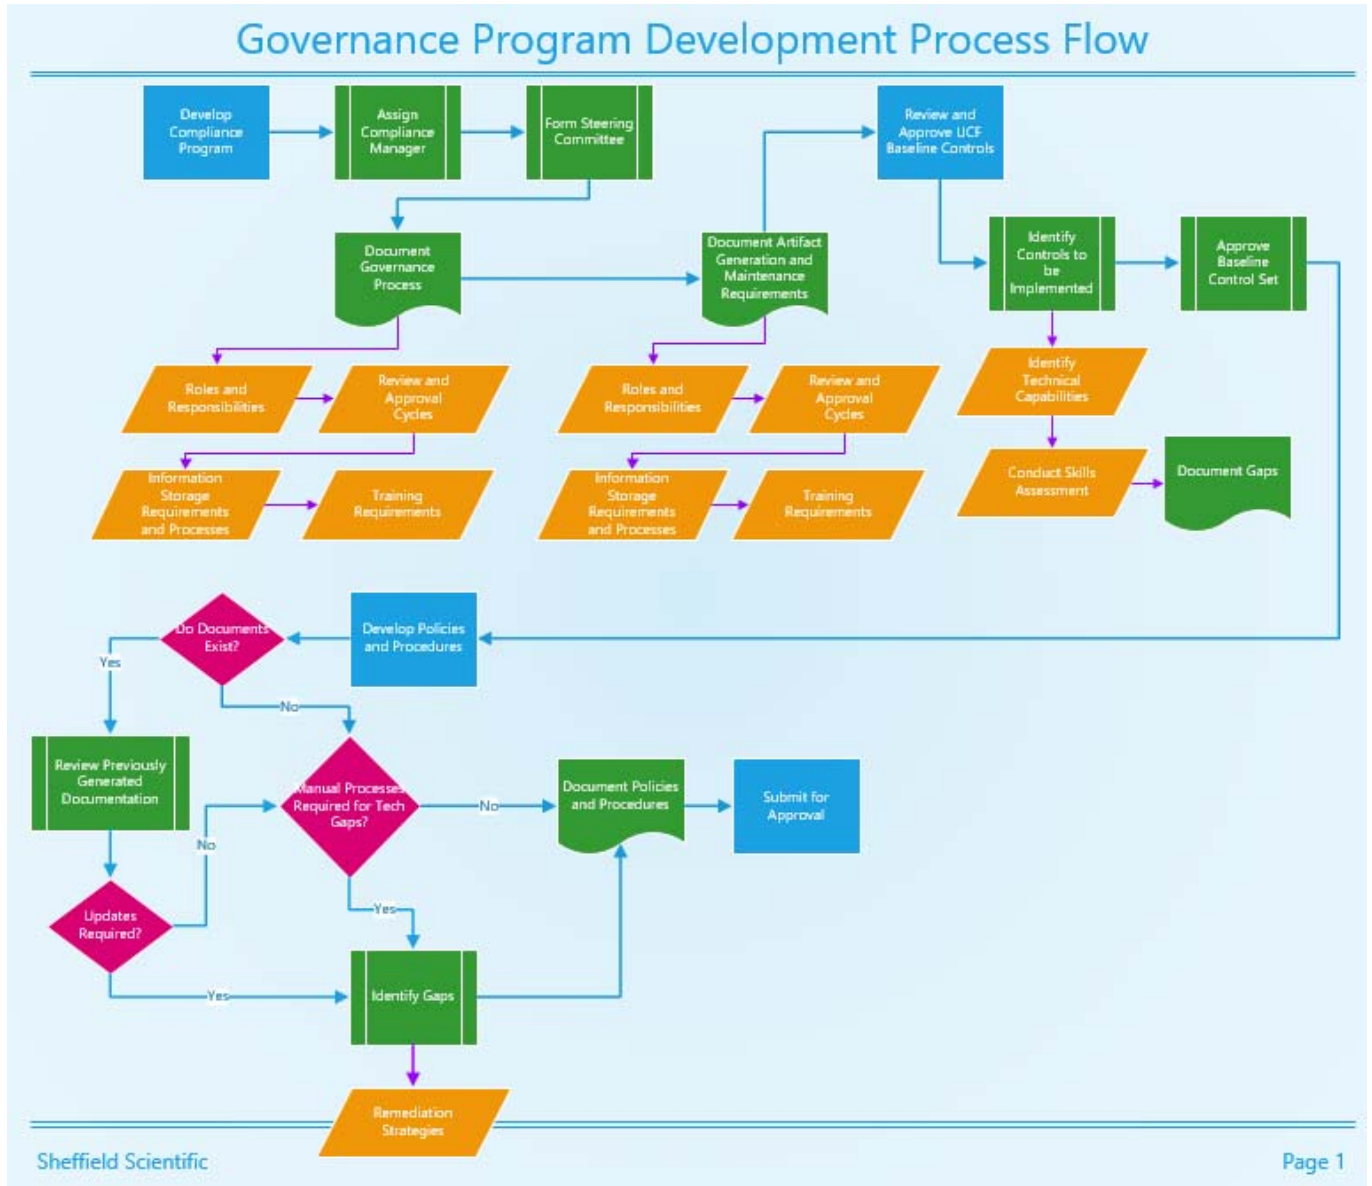 Governance Program Development Process Flow
Develop
Compliance
Program
Assign
Compliance
Manager
Form Steering
Committee
Review and
Approve UCF
Baseline Controls
Document
Governance
Process
Document Artifact
Generation and
Maintenance
Requirements
Identify
Controls to
be
Implemented
Approve
Baseline
Control Set
Roles and
Responsibilities
Review and
Approval
Cycles
Roles and
Responsibilities
Review and
Approval
Cycles
Identify
Technical
Capabilities
Information
Storage
Requirements
and Processes
Training
Requirements
Information
Storage
Requirements
and Processes
Training
Requirements
Conduct Skills
Assessment
Document Gaps
Do Documents
Exist?
Develop Policies
and Procedures
Yes
No
Review Previously
Generated
Documentation
Manual Processes
Required for Tech
Gaps?
No
Document Policies
and Procedures
Submit for
Approval
No
Updates
Required?
Yes
Yes
Identify Gaps
Remediation
Strategies
Sheffield Scientific
Page 1